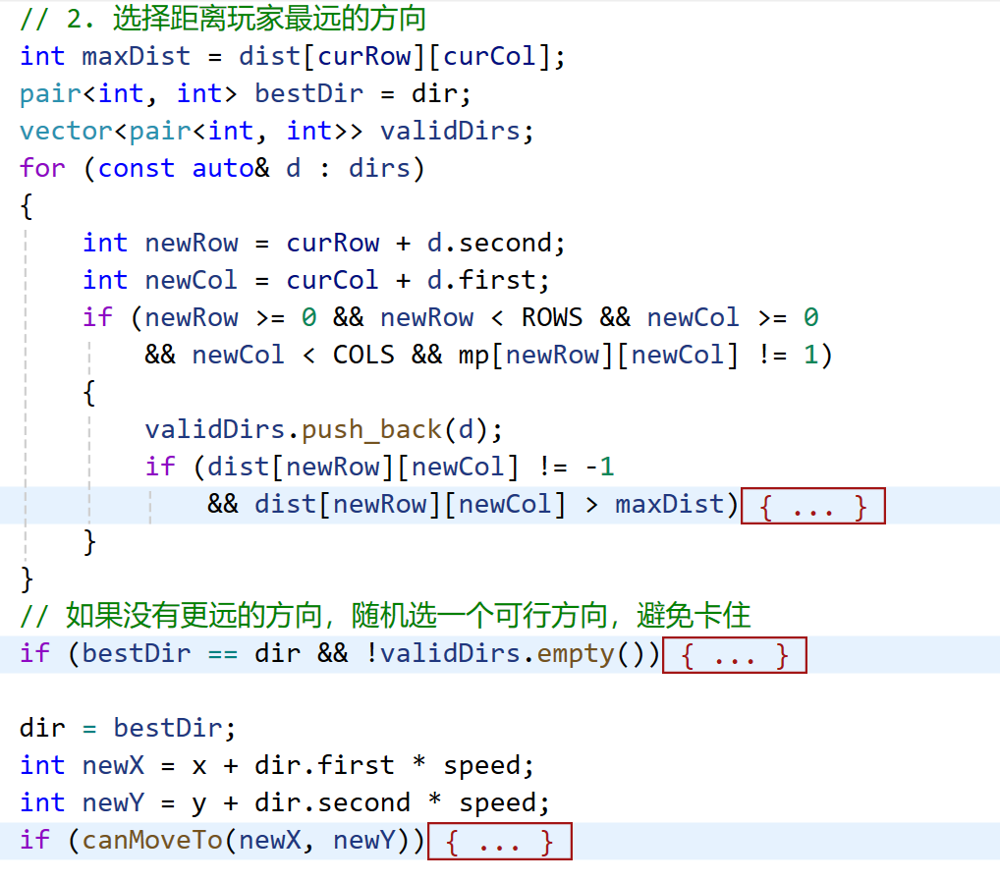 // 2. 选择距离玩家最远的方向
int maxDist = dist[curRow][curCol];
pair<int, int> bestDir = dir;
vector<pair<int, int>> validDirs;
for (const auto& d : dirs)
{
    int newRow = curRow + d.second;
    int newCol = curCol + d.first;
    if (newRow >= 0 && newRow < ROWS && newCol >= 0
        && newCol < COLS && mp[newRow][newCol] != 1)
    {
        validDirs.push_back(d);
        if (dist[newRow][newCol] != -1
            && dist[newRow][newCol] > maxDist) { ... }
    }
}
// 如果没有更远的方向，随机选一个可行方向，避免卡住
if (bestDir == dir && !validDirs.empty()) { ... }
dir = bestDir;
int newX = x + dir.first * speed;
int newY = y + dir.second * speed;
if (canMoveTo(newX, newY)) { ... }